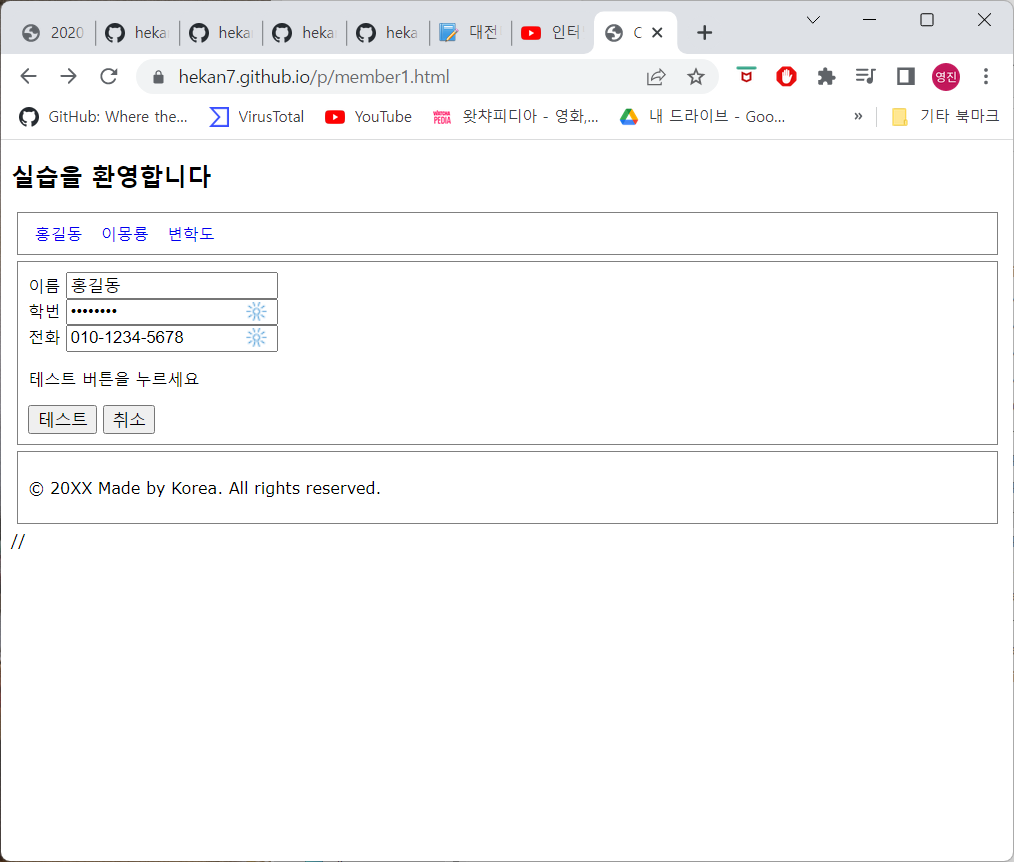 2020
heka
heka
heka
heka
대전
인터
C
hekan7.github.io/p/member1.html
영진
GitHub: Where the...
VirusTotal
YouTube
WATCHA PEDIA
왓챠피디아 - 영화,...
내 드라이브 - Goo...
»
기타 북마크
실습을 환영합니다
홍길동 이몽룡 변학도
이름 홍길동
학번 ••••••••
전화 010-1234-5678
테스트 버튼을 누르세요
테스트 취소
© 20XX Made by Korea. All rights reserved.
//